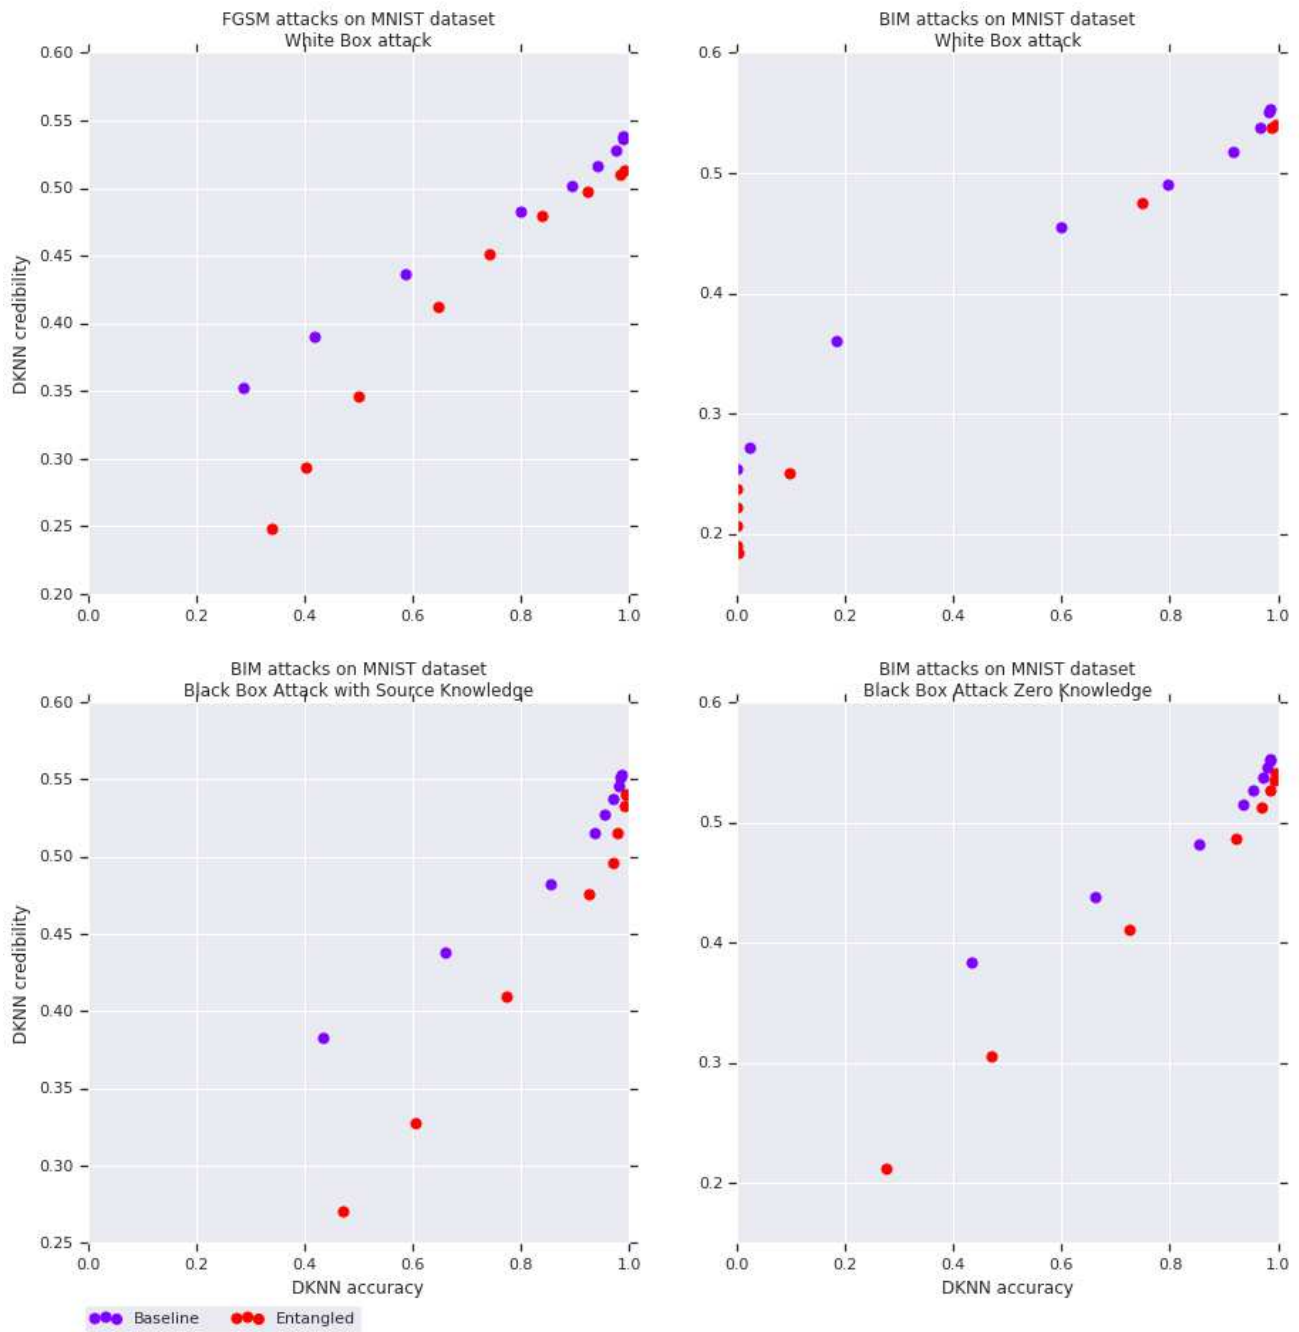 FGSM attacks on MNIST dataset
White Box attack
BIM attacks on MNIST dataset
White Box attack
0.60
0.55
0.50
0.45
0.40
0.35
0.30
0.25
0.20
DKNN credibility
0.0 0.2 0.4 0.6 0.8 1.0
0.6
0.5
0.4
0.3
0.2
0.0 0.2 0.4 0.6 0.8 1.0
BIM attacks on MNIST dataset
Black Box Attack with Source Knowledge
BIM attacks on MNIST dataset
Black Box Attack Zero Knowledge
0.60
0.55
0.50
0.45
0.40
0.35
0.30
0.25
DKNN credibility
0.0 0.2 0.4 0.6 0.8 1.0
DKNN accuracy
0.6
0.5
0.4
0.3
0.2
0.0 0.2 0.4 0.6 0.8 1.0
DKNN accuracy
Baseline Entangled